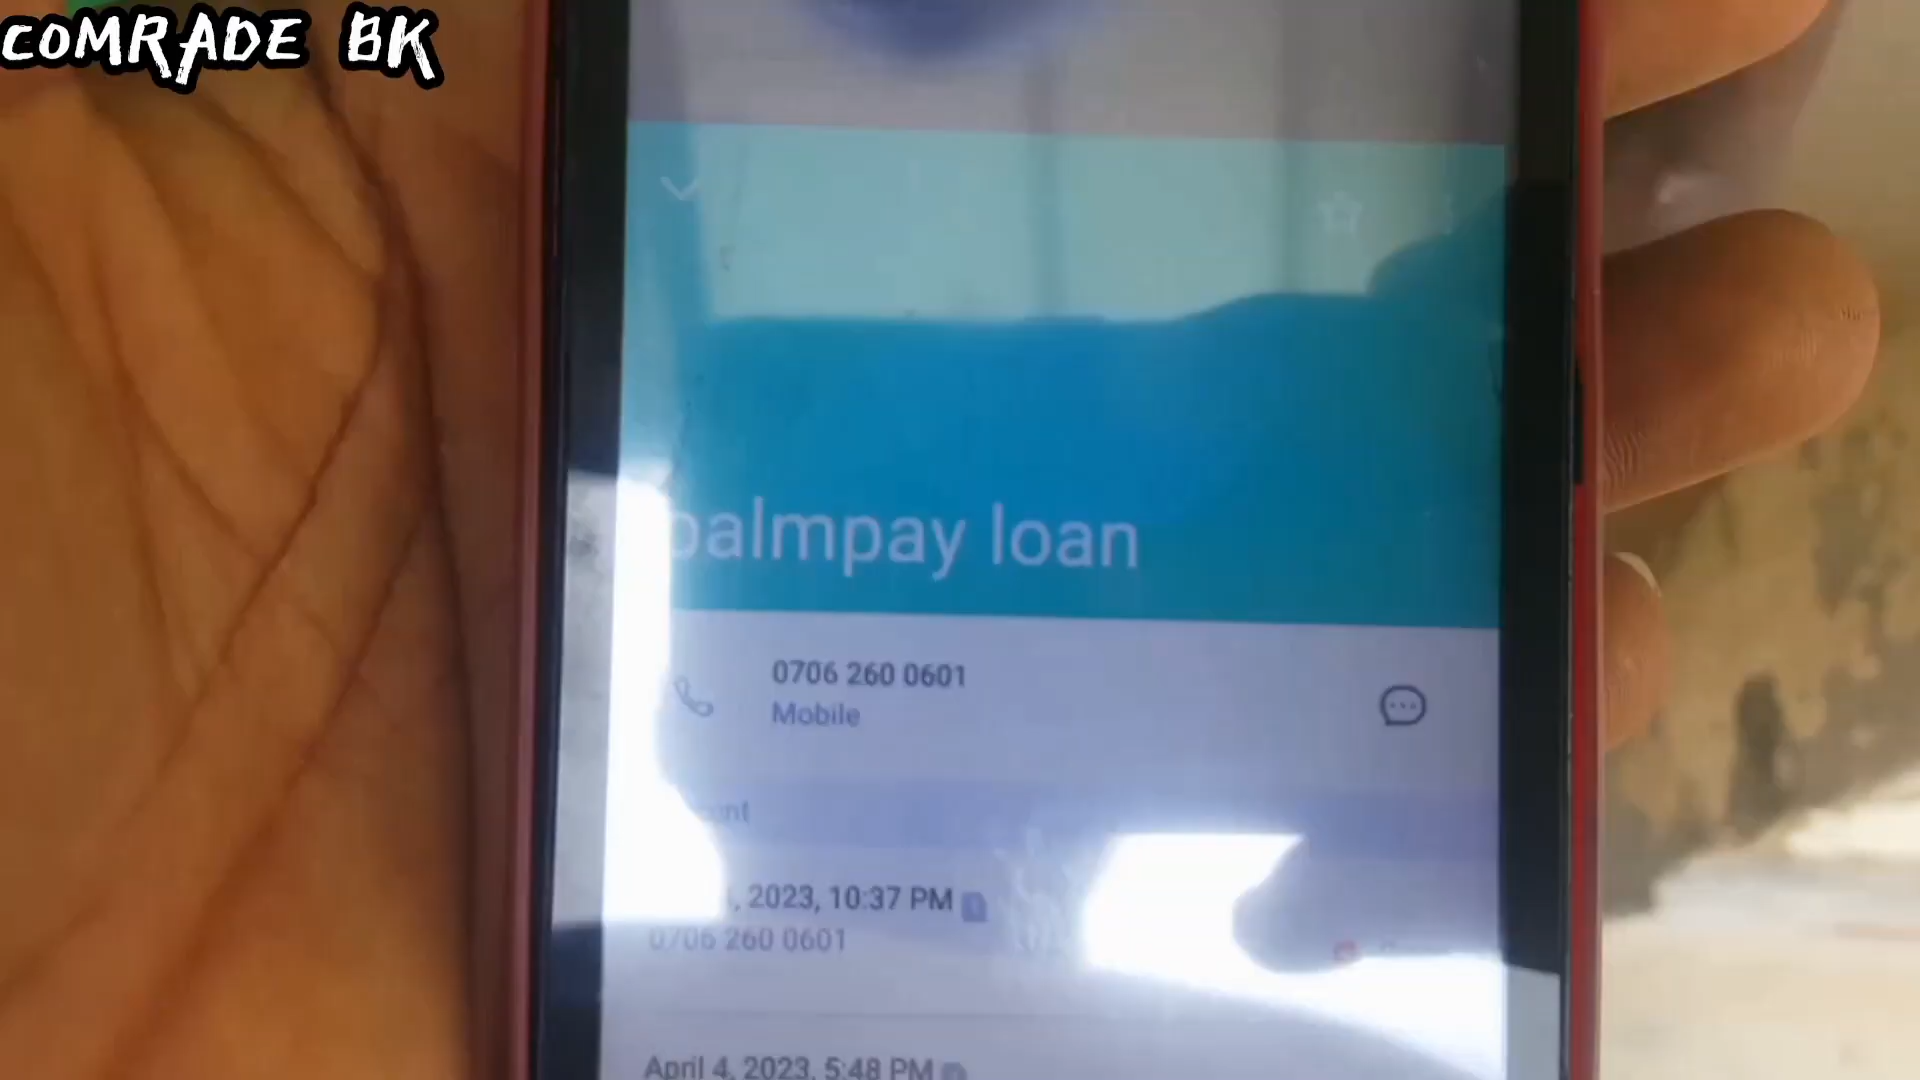 COMRADE BK
palmpay loan
0706 260 0601
Mobile
, 2023, 10:37 PM
0706 260 0601
April 4, 2023, 5:48 PM